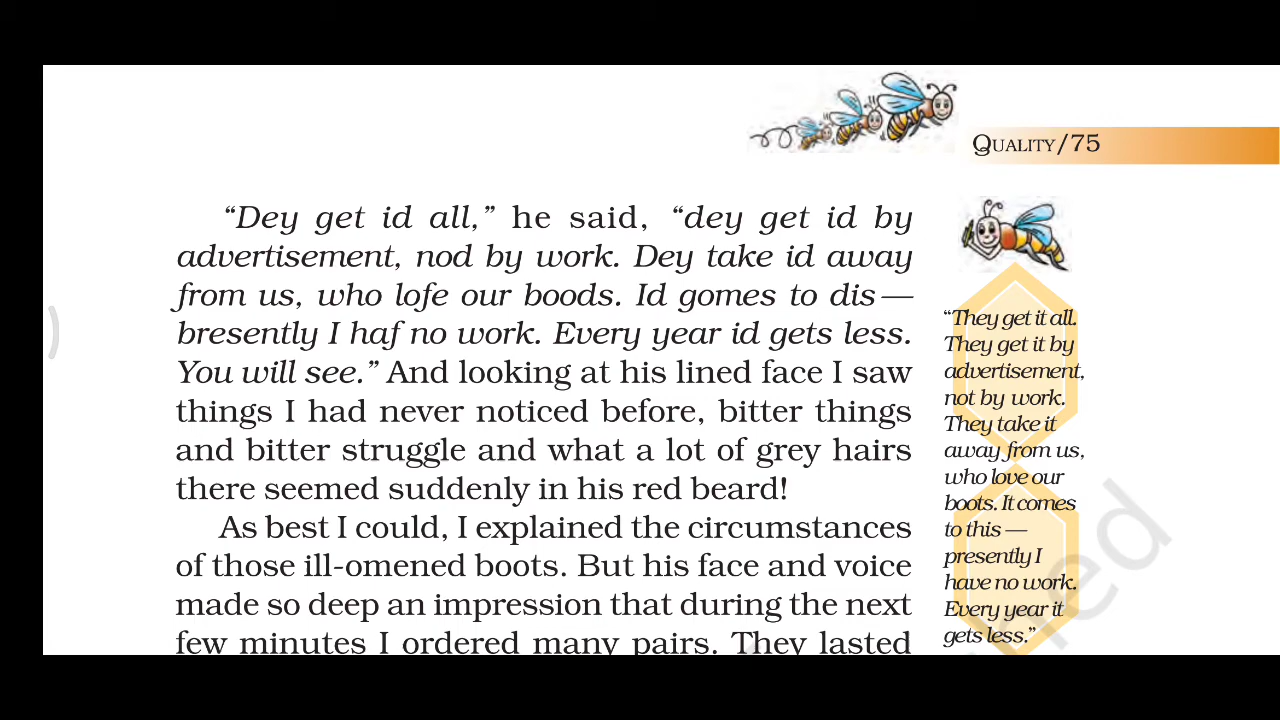 QUALITY/75
“Dey get id all,” he said, “dey get id by
advertisement, nod by work. Dey take id away
from us, who lofe our boods. Id gomes to dis —
bresently I haf no work. Every year id gets less.
You will see.” And looking at his lined face I saw
things I had never noticed before, bitter things
and bitter struggle and what a lot of grey hairs
there seemed suddenly in his red beard!
As best I could, I explained the circumstances
of those ill-omened boots. But his face and voice
made so deep an impression that during the next
few minutes I ordered many pairs. They lasted
“They get it all.
They get it by
advertisement,
not by work.
They take it
away from us,
who love our
boots. It comes
to this —
presently I
have no work.
Every year it
gets less.”